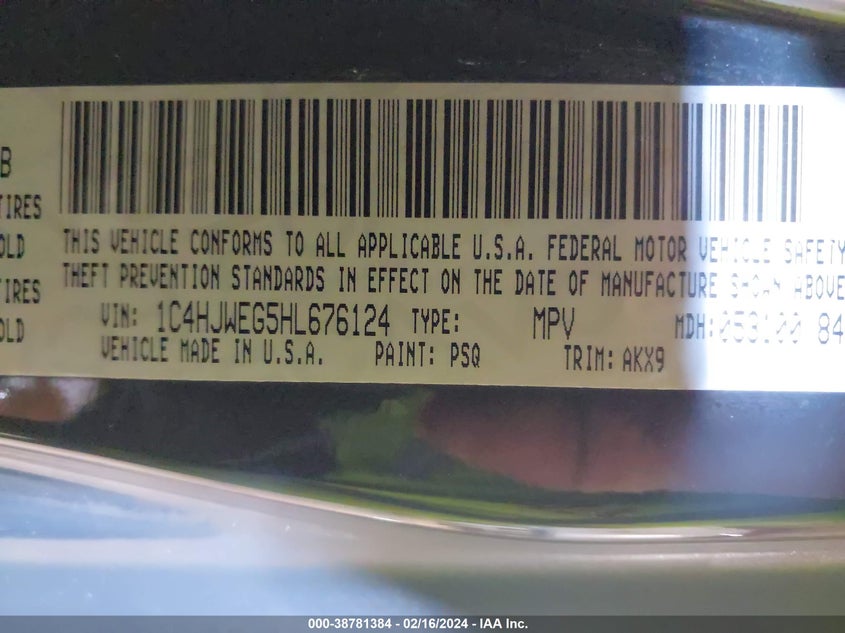 B
TIRES
OLD
TIRES
OLD
THIS VEHICLE CONFORMS TO ALL APPLICABLE U.S.A. FEDERAL MOTOR VEHICLE SAFETY
THEFT PREVENTION STANDARDS IN EFFECT ON THE DATE OF MANUFACTURE SHOWN ABOVE
VIN: 1C4HJWEG5HL676124 TYPE: MPV MDH: 84
VEHICLE MADE IN U.S.A. PAINT: PSQ TRIM: AKX9
000-38781384 - 02/16/2024 - IAA Inc.